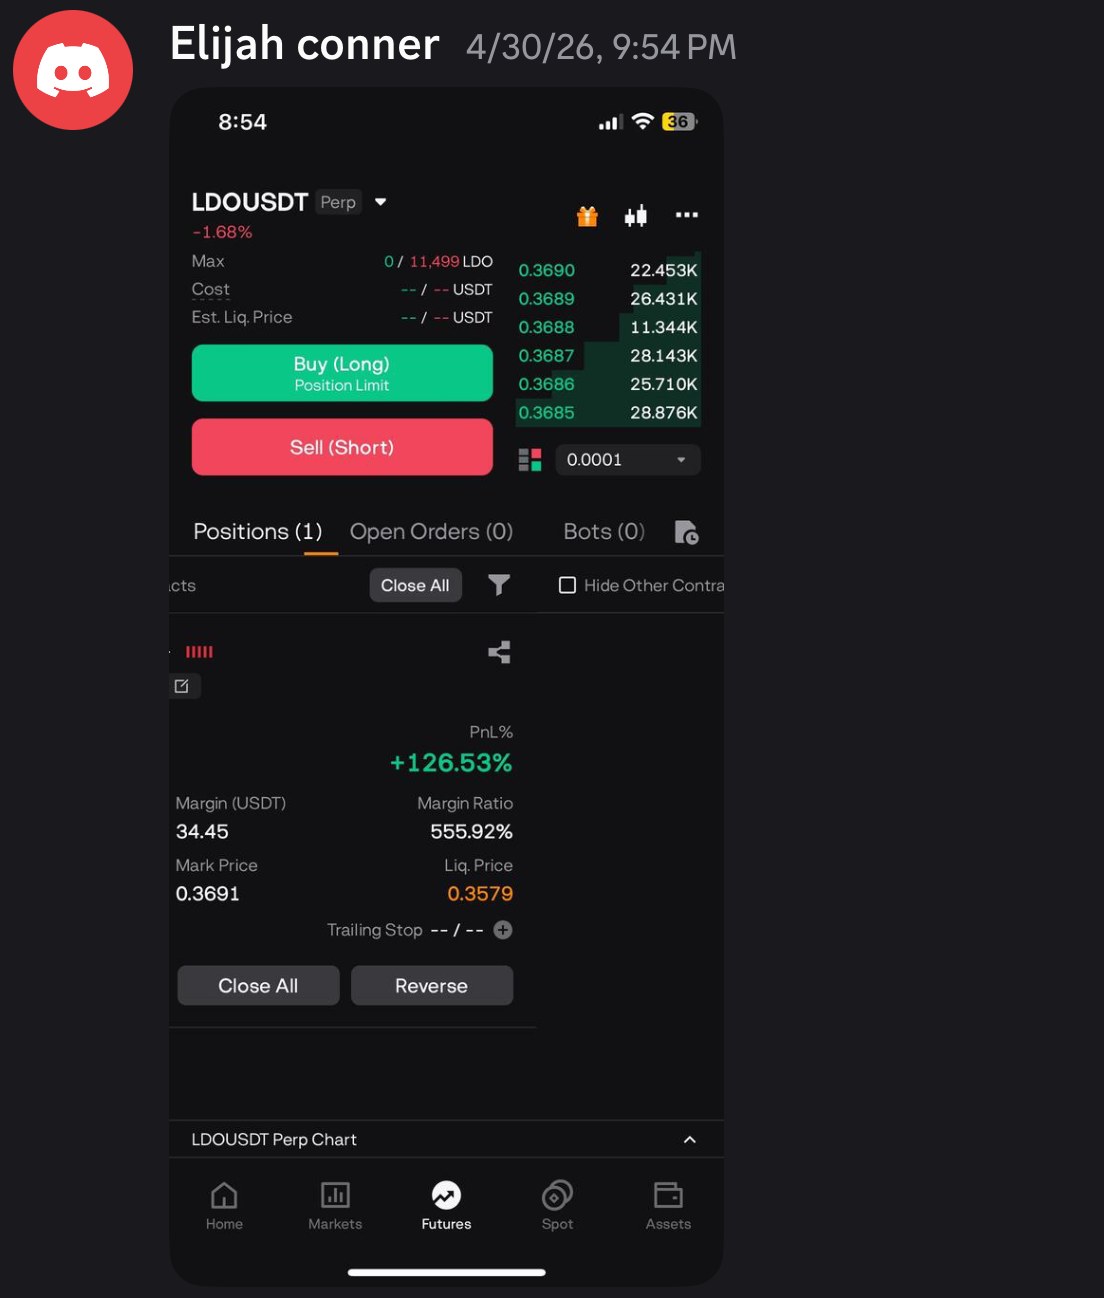 Elijah conner 4/30/26, 9:54 PM
8:54
36
LDOUSDT Perp
-1.68%
Max 0 / 11,499 LDO
Cost -- / -- USDT
Est. Liq. Price -- / -- USDT
Buy (Long)
Position Limit
Sell (Short)
0.3690 22.453K
0.3689 26.431K
0.3688 11.344K
0.3687 28.143K
0.3686 25.710K
0.3685 28.876K
0.0001
Positions (1) Open Orders (0) Bots (0)
acts Close All Hide Other Contra
PnL%
+126.53%
Margin (USDT) Margin Ratio
34.45 555.92%
Mark Price Liq. Price
0.3691 0.3579
Trailing Stop -- / --
Close All Reverse
LDOUSDT Perp Chart
Home Markets Futures Spot Assets